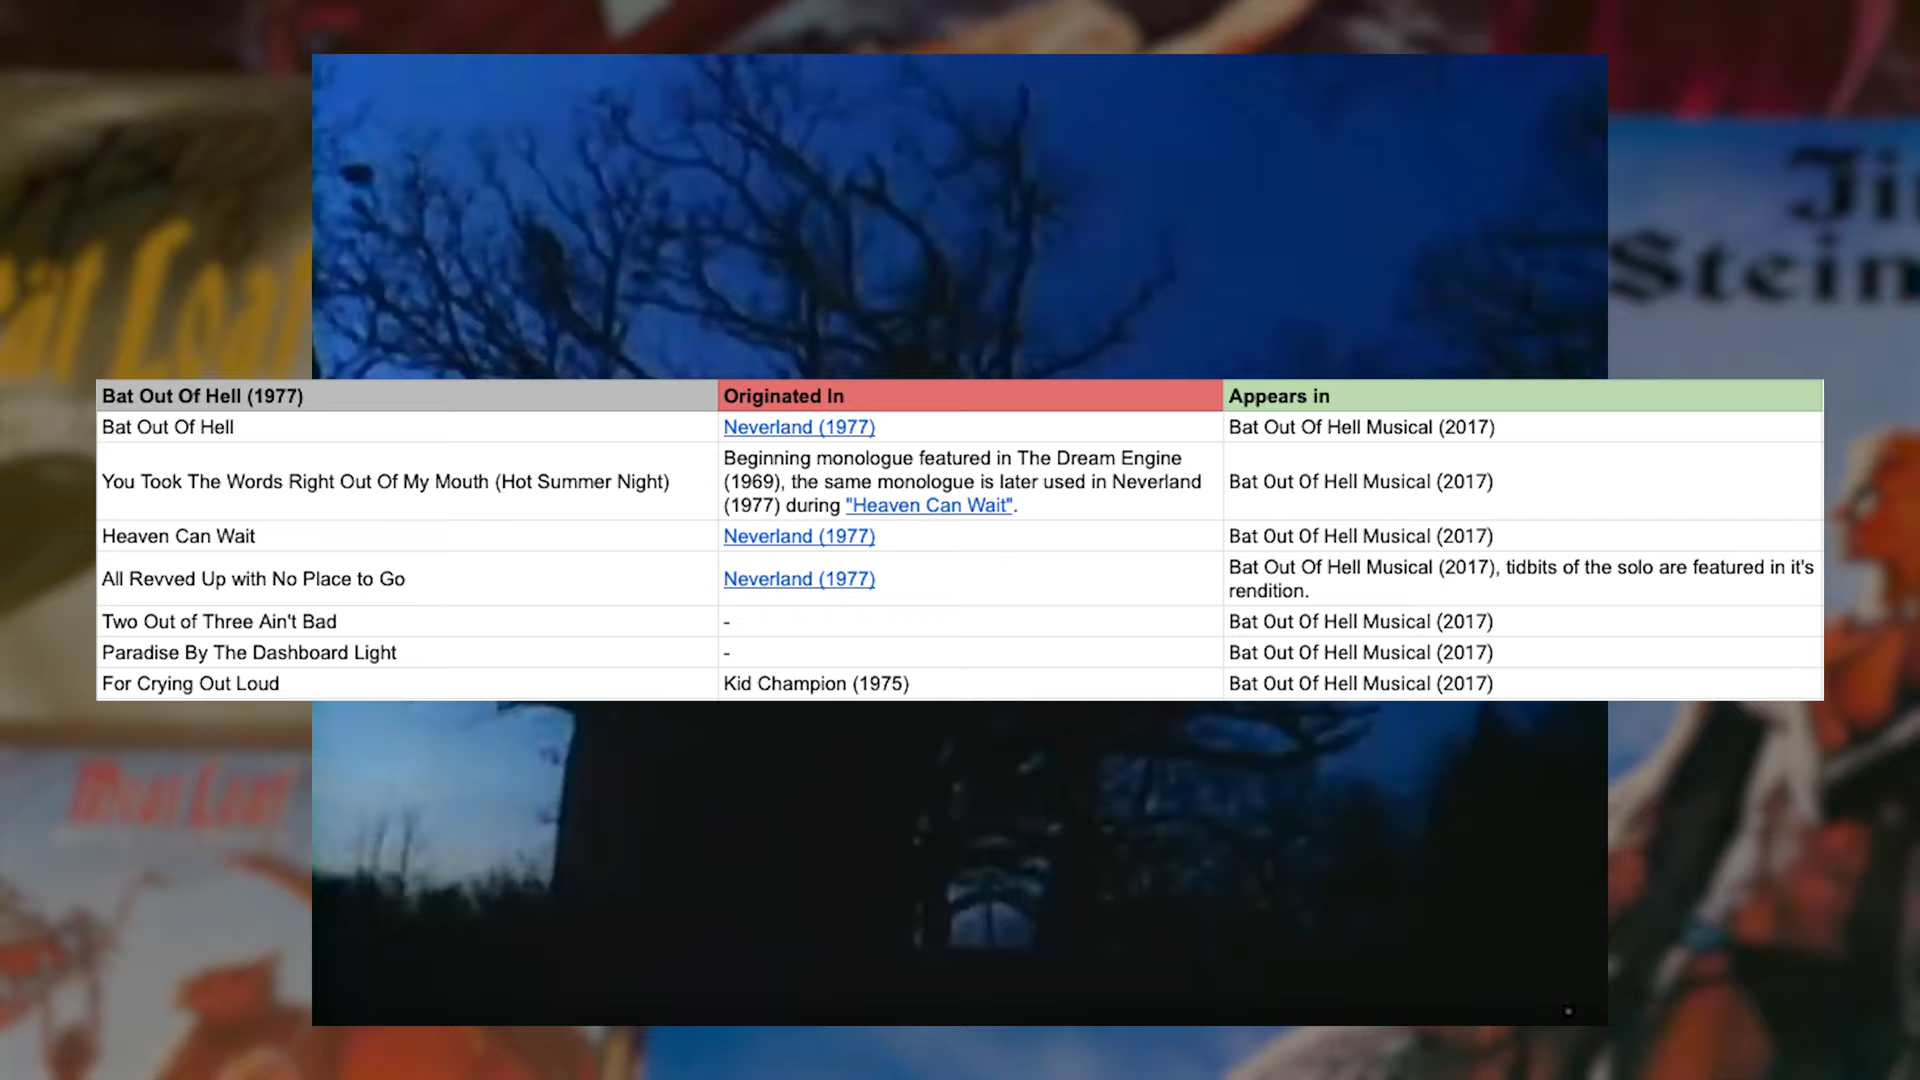 Jim
Stein
Meat Loaf
Bat Out Of Hell (1977) Originated In Appears in
Bat Out Of Hell Neverland (1977) Bat Out Of Hell Musical (2017)
You Took The Words Right Out Of My Mouth (Hot Summer Night) Beginning monologue featured in The Dream Engine
(1969), the same monologue is later used in Neverland
(1977) during "Heaven Can Wait". Bat Out Of Hell Musical (2017)
Heaven Can Wait Neverland (1977) Bat Out Of Hell Musical (2017)
All Revved Up with No Place to Go Neverland (1977) Bat Out Of Hell Musical (2017), tidbits of the solo are featured in it's
rendition.
Two Out of Three Ain't Bad - Bat Out Of Hell Musical (2017)
Paradise By The Dashboard Light - Bat Out Of Hell Musical (2017)
For Crying Out Loud Kid Champion (1975) Bat Out Of Hell Musical (2017)
Meat Loaf